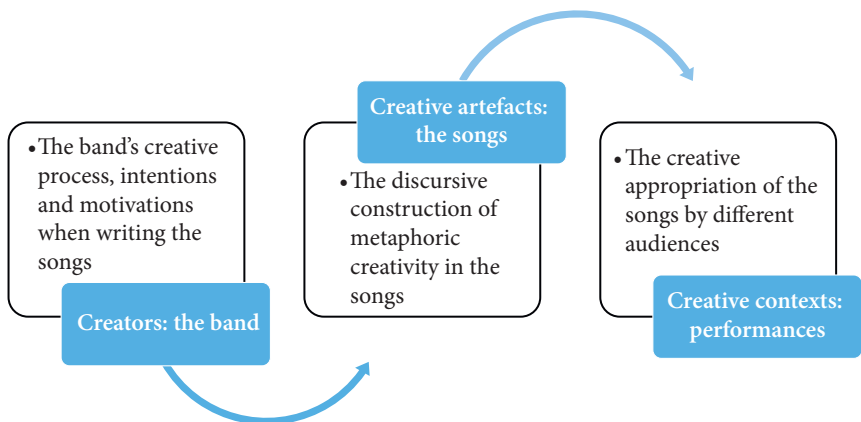 •The band's creative
process, intentions
and motivations
when writing the
songs
Creators: the band
Creative artefacts:
the songs
•The discursive
construction of
metaphoric
creativity in the
songs
•The creative
appropriation of the
songs by different
audiences
Creative contexts:
performances